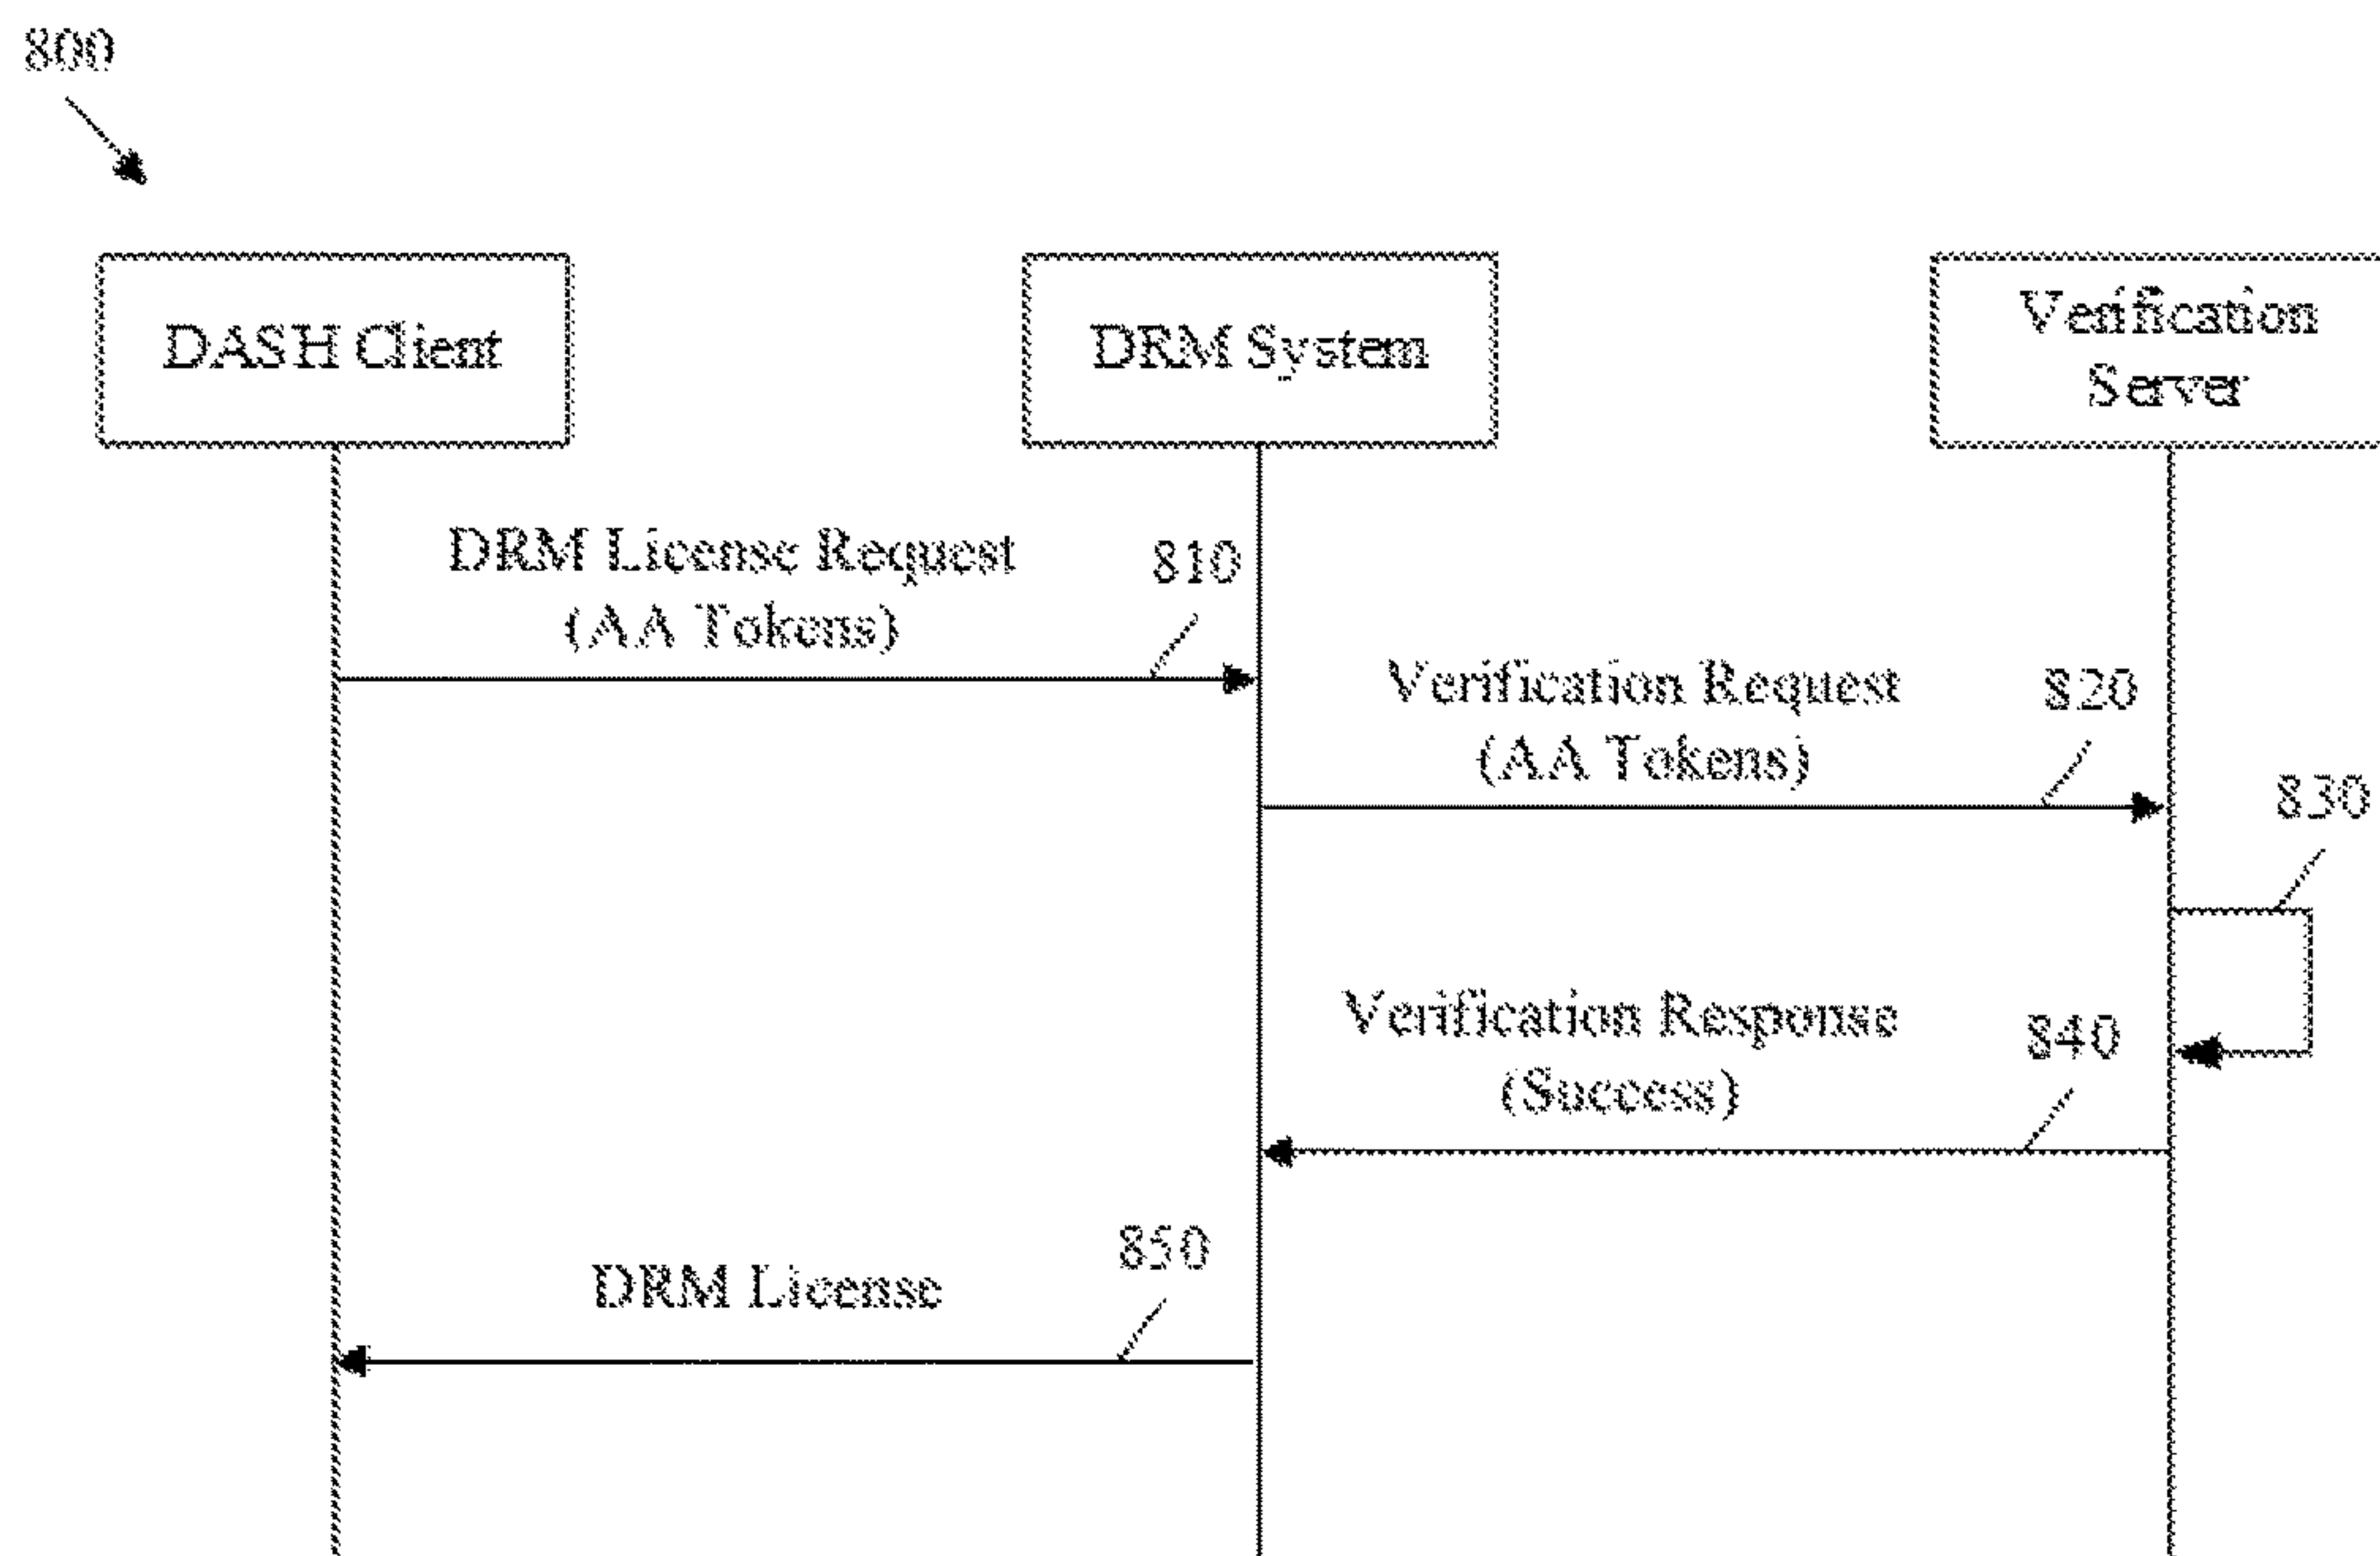 800
DASH Client
DRM System
Verification
Server
DRM License Request
(AA Tokens)
810
Verification Request
(AA Tokens)
820
830
Verification Response
(Success)
840
DRM License
850